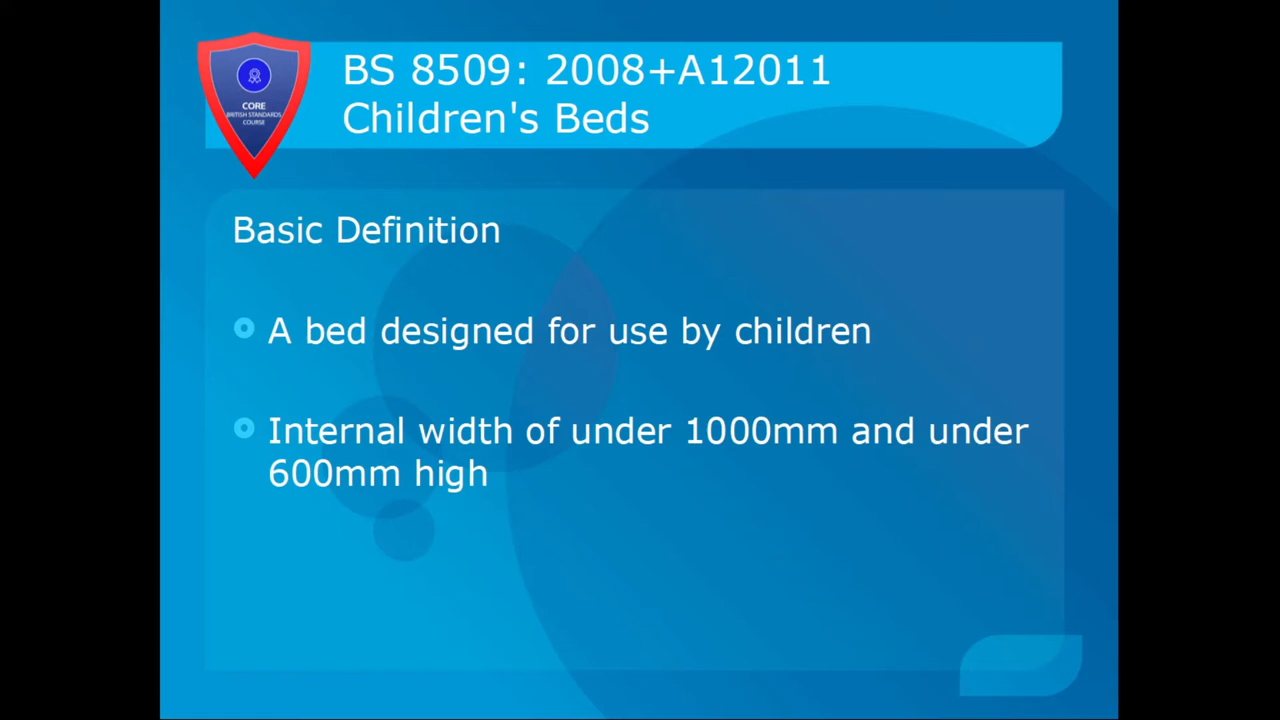 BS 8509: 2008+A12011
Children's Beds
CORE
BRITISH STANDARDS
COURSE
Basic Definition
A bed designed for use by children
Internal width of under 1000mm and under
600mm high